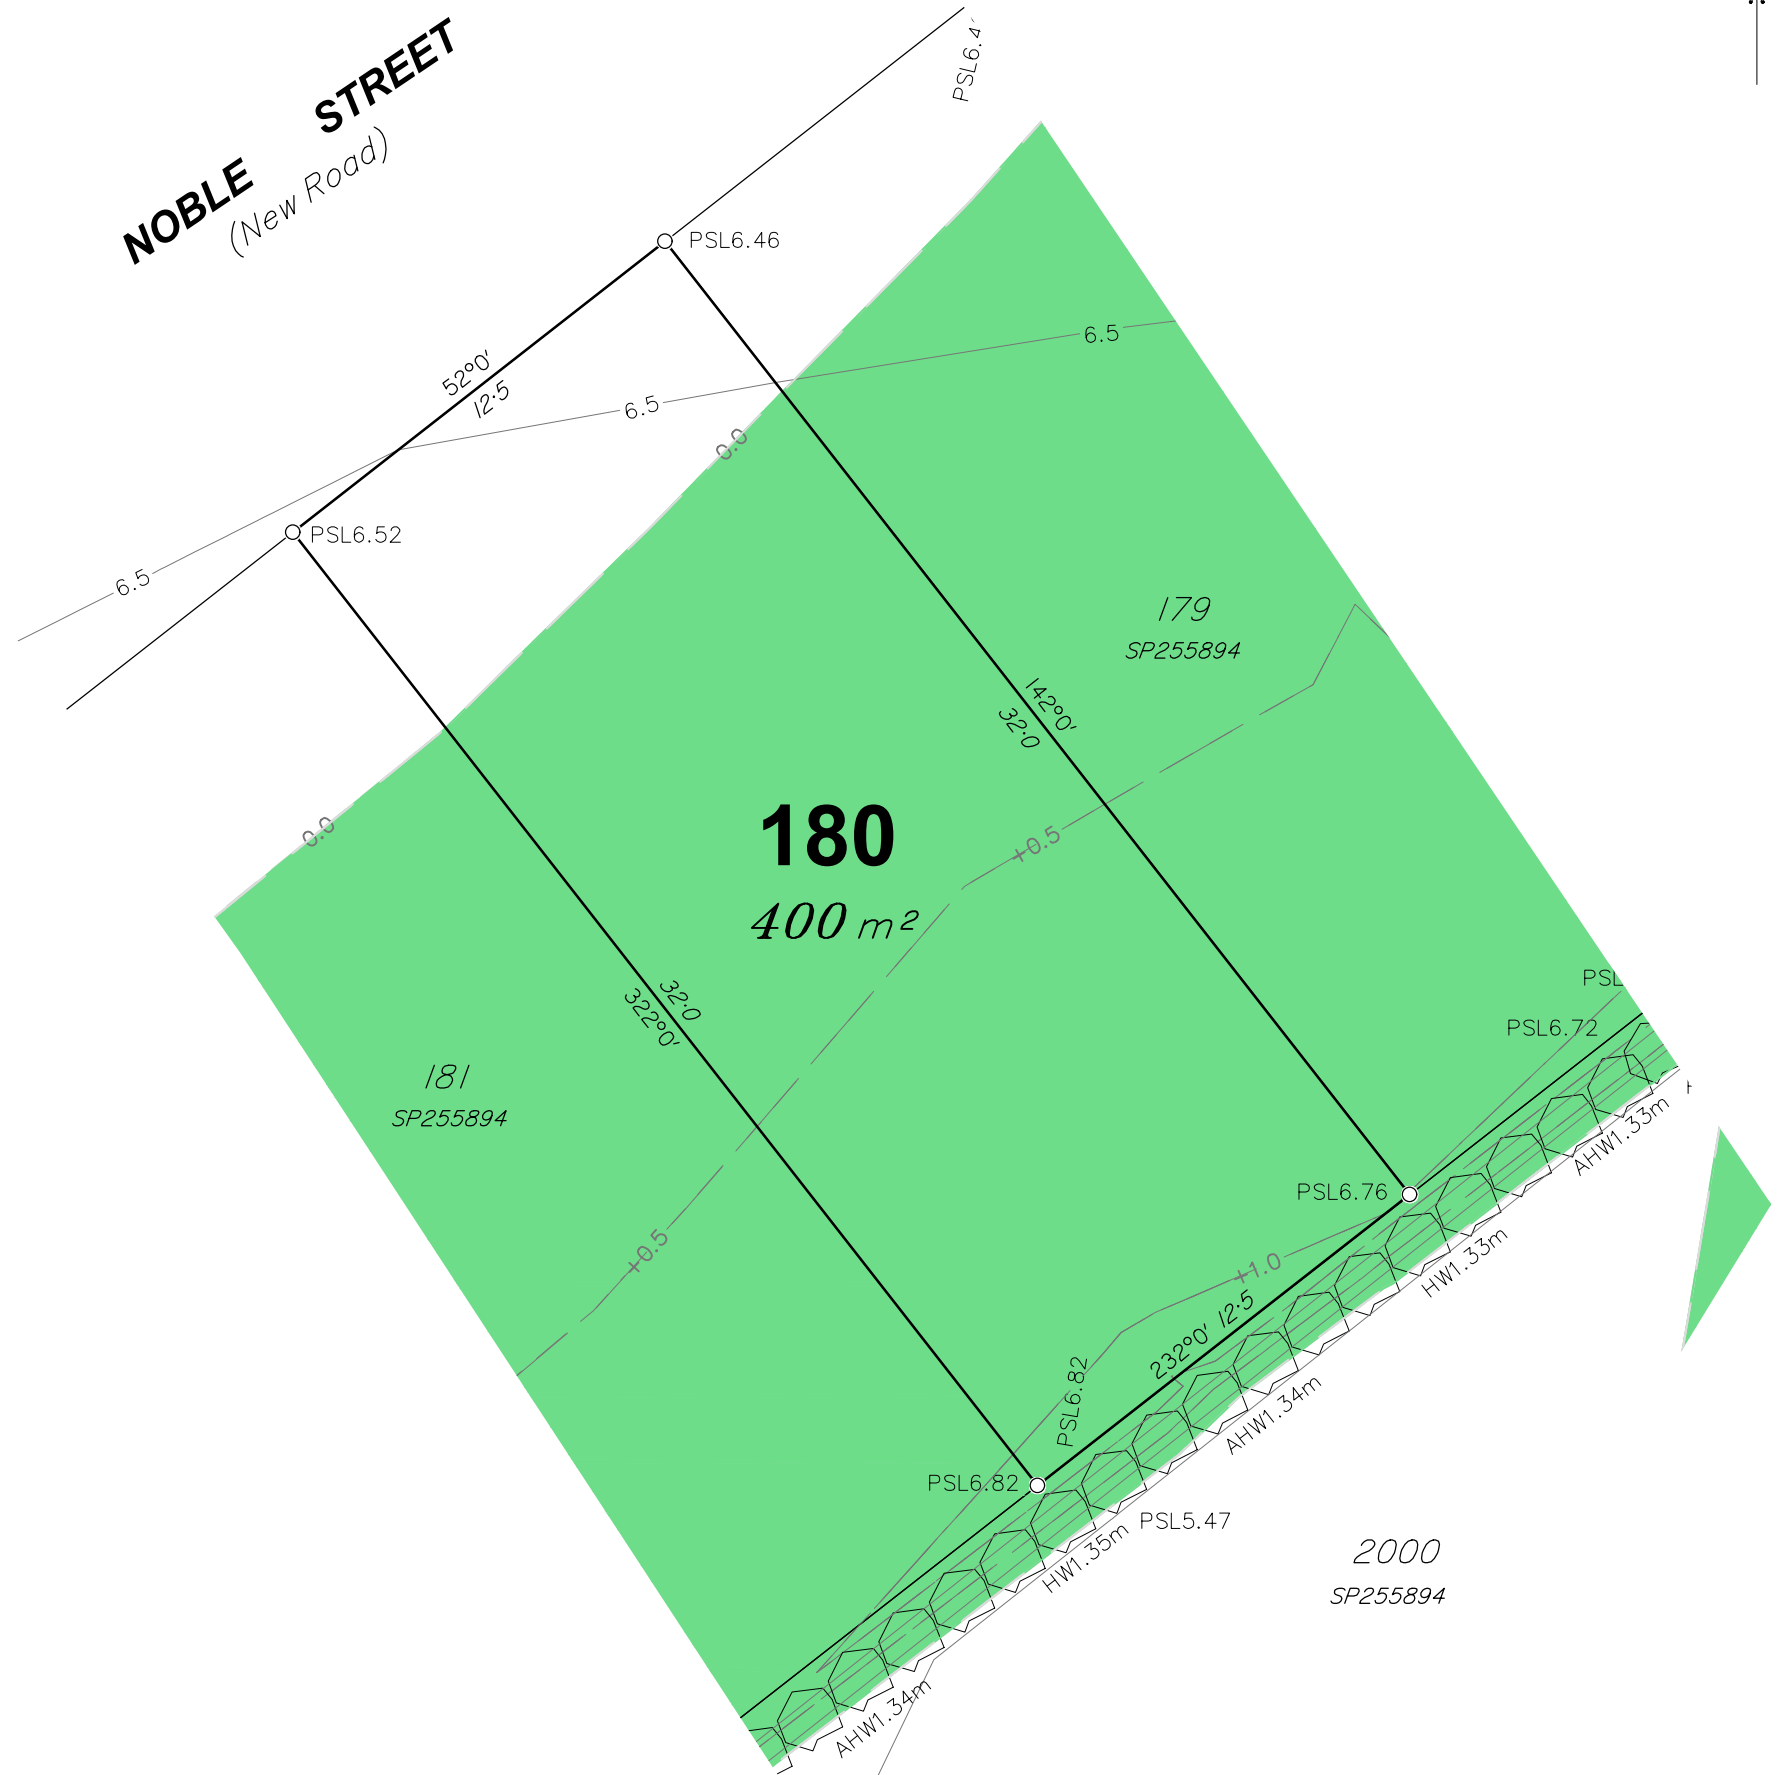 NOBLE STREET
(New Road)
PSL6.4
PSL6.46
6.5
52°0'
12·5
6.5
0.0
PSL6.52
6.5
179
SP255894
142°0'
32·0
180
400 m²
0.0
+0.5
32·0
322°0'
181
SP255894
PSL
PSL6.72
+0.5
PSL6.76
AHW1.33m
HW1.33m
+1.0
232°0' 12·5
PSL6.82
AHW1.34m
PSL6.82
PSL5.47
HW1.35m
2000
SP255894
AHW1.34m